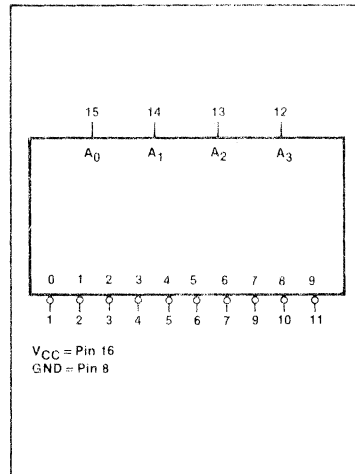 15 14 13 12
A0 A1 A2 A3
0 1 2 3 4 5 6 7 8 9
1 2 3 4 5 6 7 9 10 11
VCC = Pin 16
GND = Pin 8